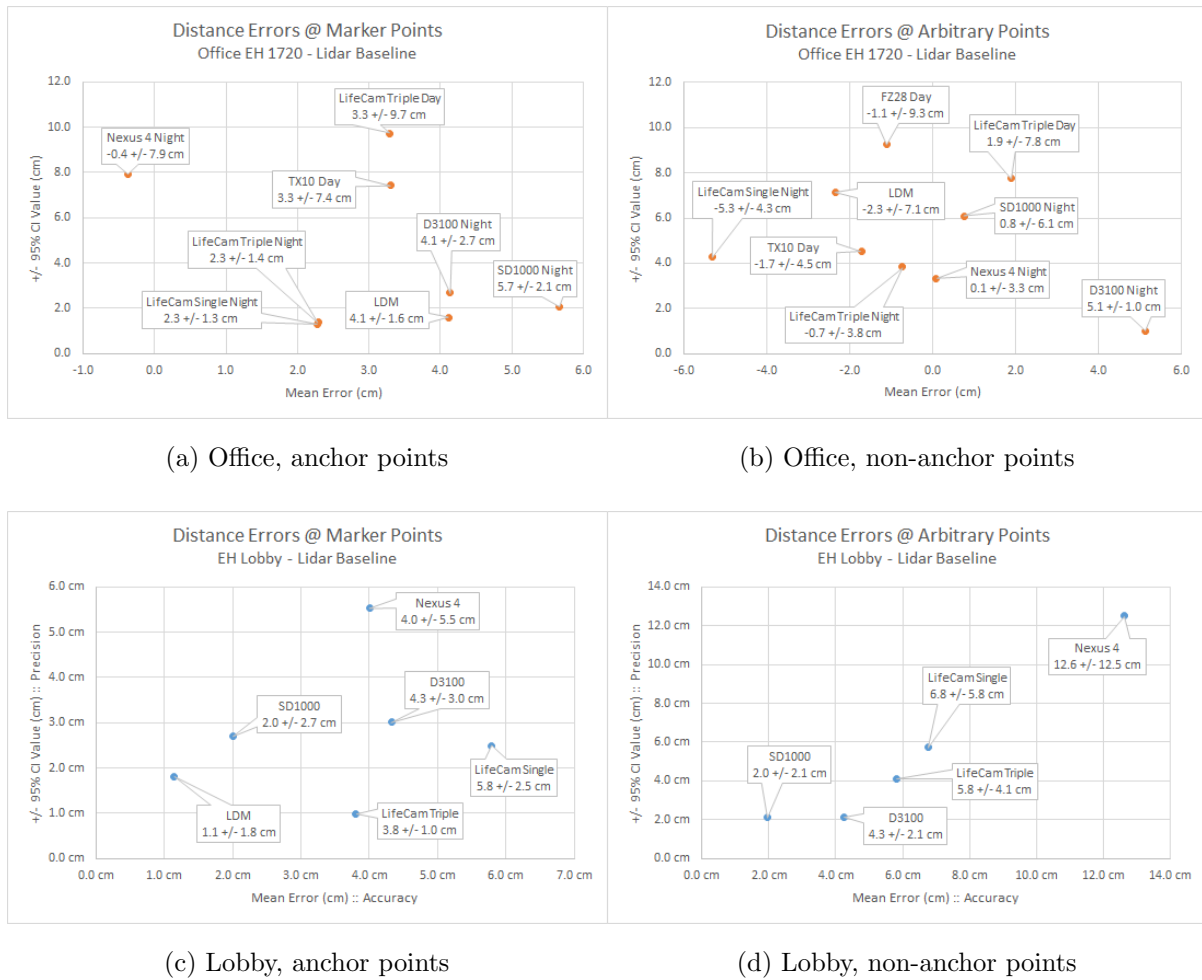 Distance Errors @ Marker Points
Office EH 1720 - Lidar Baseline
12.0
10.0
8.0
6.0
4.0
2.0
0.0
+/- 95% CI Value (cm)
LifeCam Triple Day
3.3 +/- 9.7 cm
Nexus 4 Night
-0.4 +/- 7.9 cm
TX10 Day
3.3 +/- 7.4 cm
D3100 Night
4.1 +/- 2.7 cm
LifeCam Triple Night
2.3 +/- 1.4 cm
SD1000 Night
5.7 +/- 2.1 cm
LifeCam Single Night
2.3 +/- 1.3 cm
LDM
4.1 +/- 1.6 cm
-1.0 0.0 1.0 2.0 3.0 4.0 5.0 6.0
Mean Error (cm)
(a) Office, anchor points
Distance Errors @ Arbitrary Points
Office EH 1720 - Lidar Baseline
12.0
10.0
8.0
6.0
4.0
2.0
0.0
+/- 95% CI Value (cm)
FZ28 Day
-1.1 +/- 9.3 cm
LifeCam Triple Day
1.9 +/- 7.8 cm
LifeCam Single Night
-5.3 +/- 4.3 cm
LDM
-2.3 +/- 7.1 cm
SD1000 Night
0.8 +/- 6.1 cm
TX10 Day
-1.7 +/- 4.5 cm
Nexus 4 Night
0.1 +/- 3.3 cm
D3100 Night
5.1 +/- 1.0 cm
LifeCam Triple Night
-0.7 +/- 3.8 cm
-6.0 -4.0 -2.0 0.0 2.0 4.0 6.0
Mean Error (cm)
(b) Office, non-anchor points
Distance Errors @ Marker Points
EH Lobby - Lidar Baseline
6.0 cm
5.0 cm
4.0 cm
3.0 cm
2.0 cm
1.0 cm
0.0 cm
+/- 95% CI Value (cm) :: Precision
Nexus 4
4.0 +/- 5.5 cm
D3100
4.3 +/- 3.0 cm
SD1000
2.0 +/- 2.7 cm
LifeCam Single
5.8 +/- 2.5 cm
LDM
1.1 +/- 1.8 cm
LifeCam Triple
3.8 +/- 1.0 cm
0.0 cm 1.0 cm 2.0 cm 3.0 cm 4.0 cm 5.0 cm 6.0 cm 7.0 cm
Mean Error (cm) :: Accuracy
(c) Lobby, anchor points
Distance Errors @ Arbitrary Points
EH Lobby - Lidar Baseline
14.0 cm
12.0 cm
10.0 cm
8.0 cm
6.0 cm
4.0 cm
2.0 cm
0.0 cm
+/- 95% CI Value (cm) :: Precision
Nexus 4
12.6 +/- 12.5 cm
LifeCam Single
6.8 +/- 5.8 cm
SD1000
2.0 +/- 2.1 cm
LifeCam Triple
5.8 +/- 4.1 cm
D3100
4.3 +/- 2.1 cm
0.0 cm 2.0 cm 4.0 cm 6.0 cm 8.0 cm 10.0 cm 12.0 cm 14.0 cm
Mean Error (cm) :: Accuracy
(d) Lobby, non-anchor points